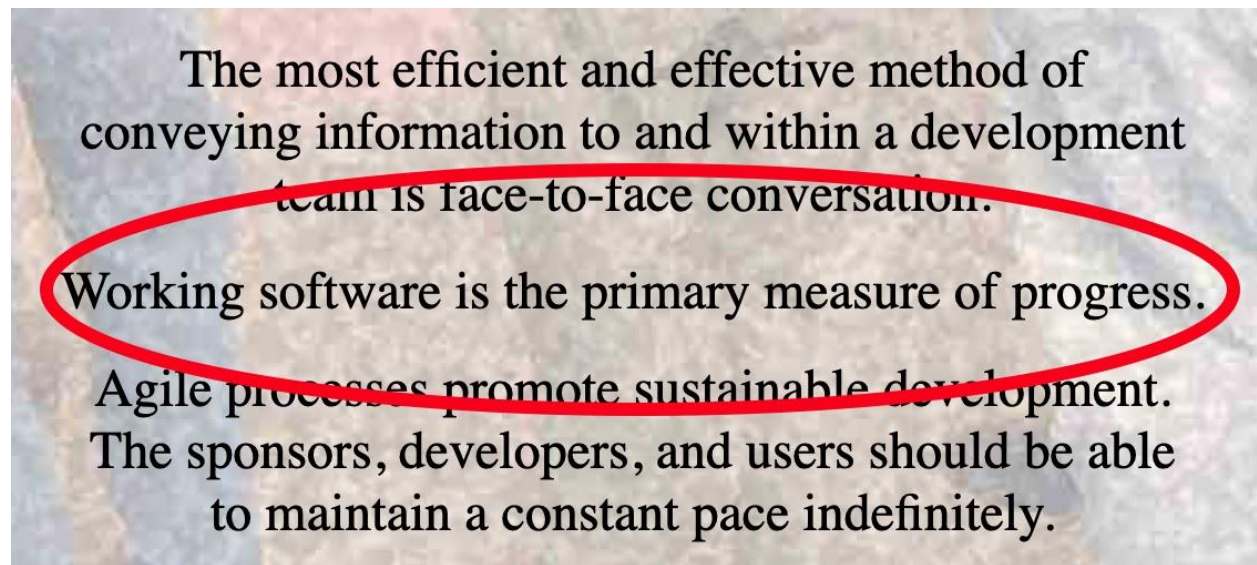 The most efficient and effective method of
conveying information to and within a development
team is face-to-face conversation.
Working software is the primary measure of progress.
Agile processes promote sustainable development.
The sponsors, developers, and users should be able
to maintain a constant pace indefinitely.